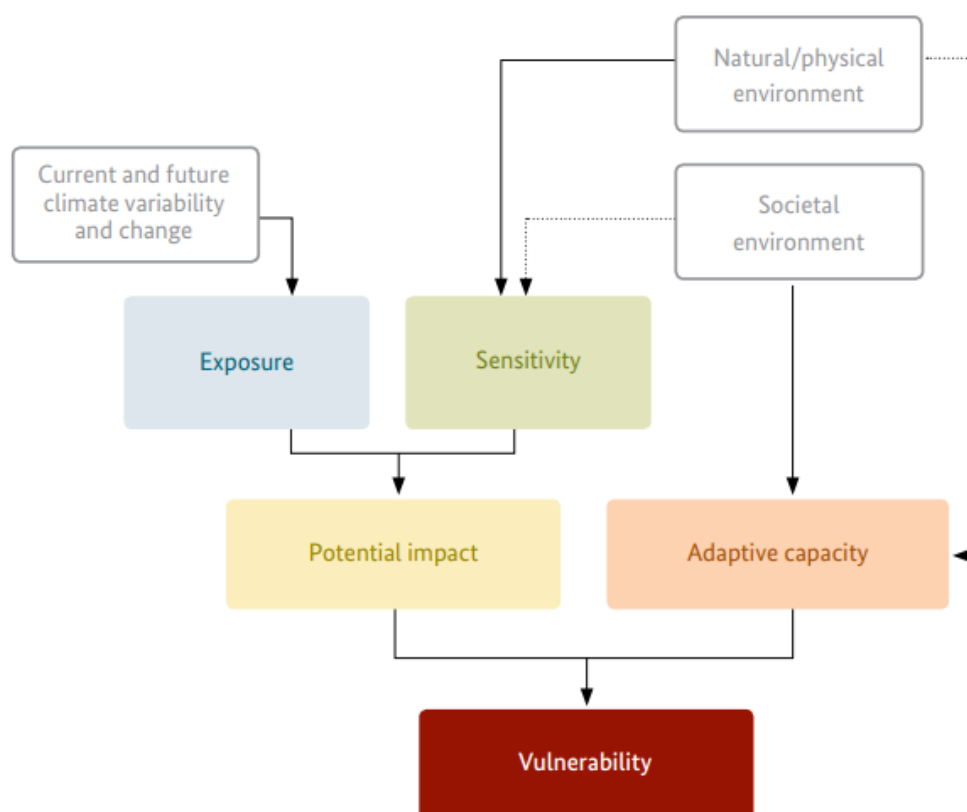 Natural/physical
environment
Current and future
climate variability
and change
Societal
environment
Exposure
Sensitivity
Potential impact
Adaptive capacity
Vulnerability